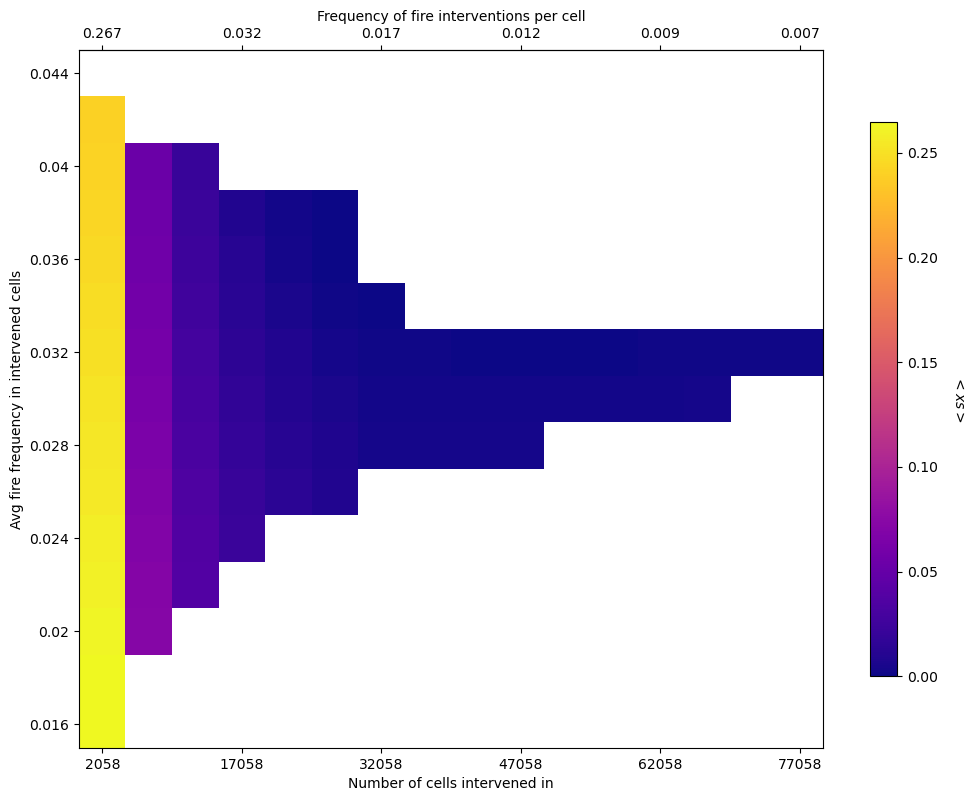 Frequency of fire interventions per cell
0.267 0.032 0.017 0.012 0.009 0.007
0.044
0.04
0.036
0.032
0.028
0.024
0.02
0.016
Avg fire frequency in intervened cells
2058 17058 32058 47058 62058 77058
Number of cells intervened in
0.25
0.20
0.15
0.10
0.05
0.00
< sx >